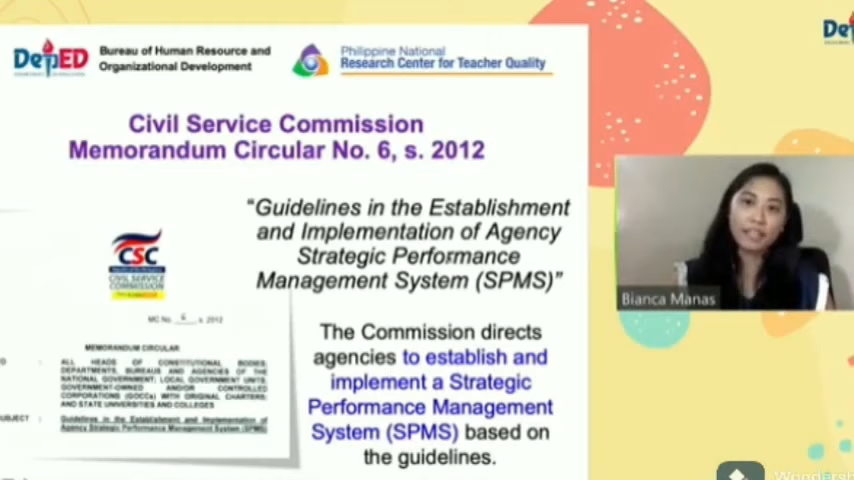 DepED
Bureau of Human Resource and
Organizational Development
Philippine National
Research Center for Teacher Quality
Civil Service Commission
Memorandum Circular No. 6, s. 2012
"Guidelines in the Establishment
and Implementation of Agency
Strategic Performance
Management System (SPMS)"
CSC
CIVIL SERVICE
COMMISSION
MC No. 6, s. 2012
MEMORANDUM CIRCULAR
ALL HEADS OF CONSTITUTIONAL BODIES;
DEPARTMENTS, BUREAUS AND AGENCIES OF THE
NATIONAL GOVERNMENT; LOCAL GOVERNMENT UNITS;
GOVERNMENT-OWNED AND/OR CONTROLLED
CORPORATIONS (GOCCs) WITH ORIGINAL CHARTERS;
AND STATE UNIVERSITIES AND COLLEGES
UBJECT : Guidelines in the Establishment and Implementation of
Agency Strategic Performance Management System (SPMS)
The Commission directs
agencies to establish and
implement a Strategic
Performance Management
System (SPMS) based on
the guidelines.
Bianca Manas
De
Wondersh